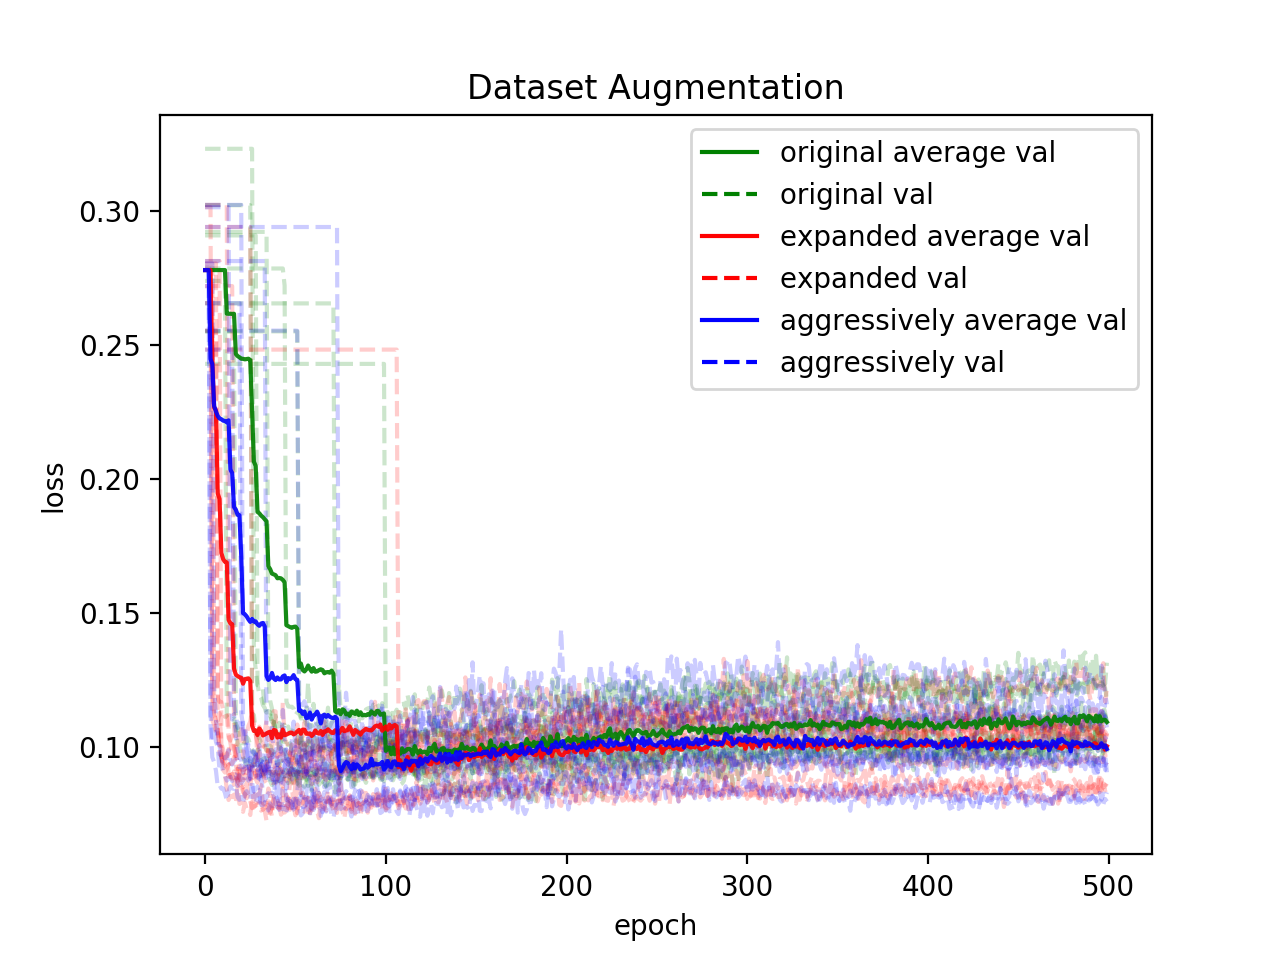 Dataset Augmentation
original average val
original val
expanded average val
expanded val
aggressively average val
aggressively val
loss
0.30
0.25
0.20
0.15
0.10
0 100 200 300 400 500
epoch